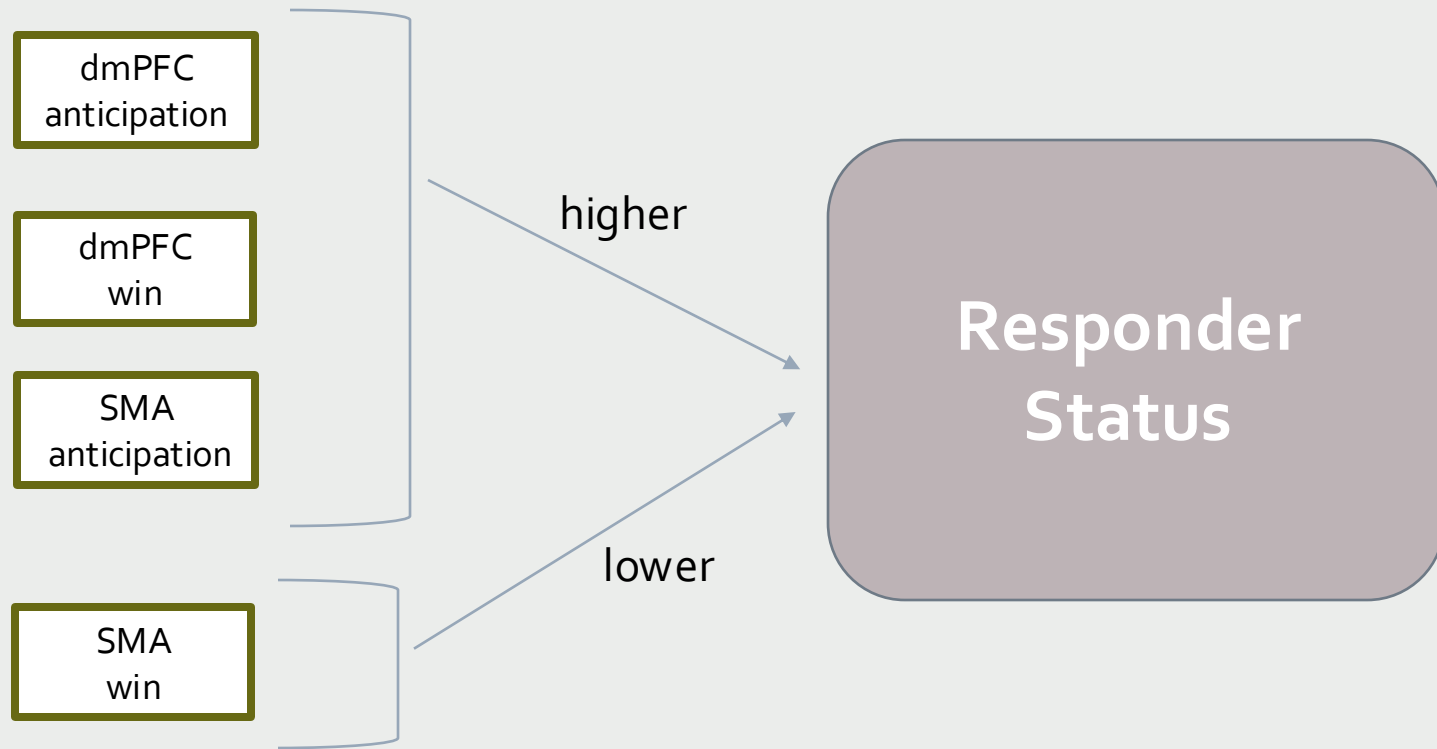 dmPFC
anticipation
dmPFC
win
SMA
anticipation
SMA
win
higher
lower
Responder
Status